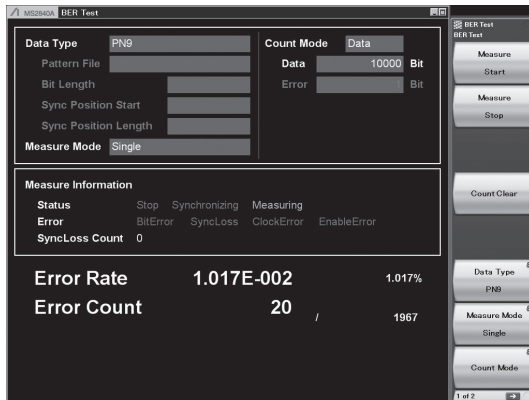 MS2840A BER Test
Data Type PN9
Pattern File
Bit Length
Sync Position Start
Sync Position Length
Measure Mode Single
Count Mode Data
Data 10000 Bit
Error 1 Bit
Measure Information
Status Stop Synchronizing Measuring
Error BitError SyncLoss ClockError EnableError
SyncLoss Count 0
Error Rate 1.017E-002 1.017%
Error Count 20 / 1967
BER Test
BER Test
Measure
Start
Measure
Stop
Count Clear
Data Type
PN9
Measure Mode
Single
Count Mode
1 of 2